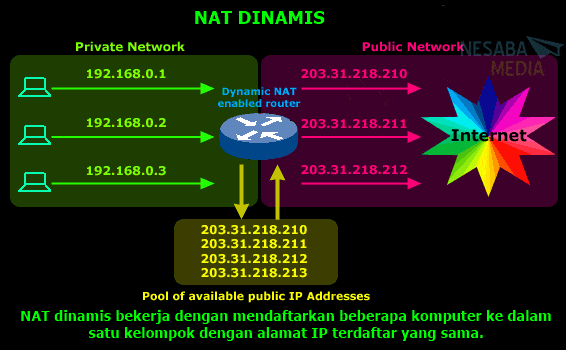 NAT DINAMIS
Private Network
Public Network
NESABA
MEDIA
192.168.0.1
203.31.218.210
Dynamic NAT
enabled router
192.168.0.2
203.31.218.211
Internet
192.168.0.3
203.31.218.212
203.31.218.210
203.31.218.211
203.31.218.212
203.31.218.213
Pool of available public IP Addresses
NAT dinamis bekerja dengan mendaftarkan beberapa komputer ke dalam
satu kelompok dengan alamat IP terdaftar yang sama.